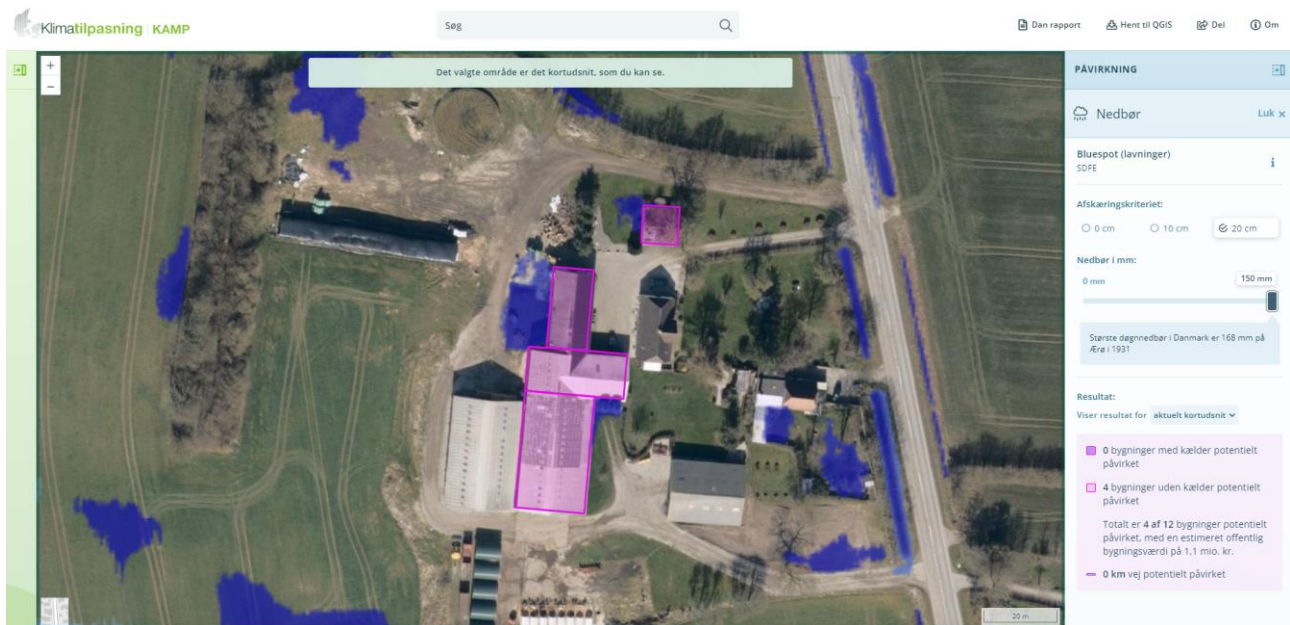 Klimatilpasning KAMP
Søg
Dan rapport
Hent til QGIS
Del
Om
Det valgte område er det kortudsnit, som du kan se.
PÅVIRKNING
Nedbør
Luk ×
Bluespot (lavninger)
SDFE
Afskæringskriteriet:
0 cm
10 cm
20 cm
Nedbør i mm:
0 mm
150 mm
Største døgnnedbør i Danmark er 168 mm på
Ærø i 1931
Resultat:
Viser resultat for aktuelt kortudsnit
0 bygninger med kælder potentielt
påvirket
4 bygninger uden kælder potentielt
påvirket
Totalt er 4 af 12 bygninger potentielt
påvirket, med en estimeret offentlig
bygningsværdi på 1,1 mio. kr.
0 km vej potentielt påvirket
20 m